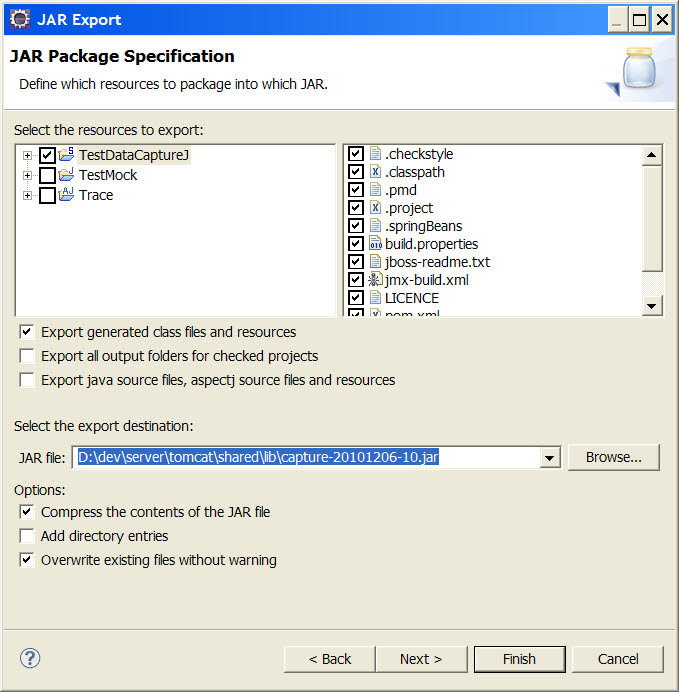 JAR Export
JAR Package Specification
Define which resources to package into which JAR.
Select the resources to export:
TestDataCaptureJ
TestMock
Trace
.checkstyle
.classpath
.pmd
.project
.springBeans
build.properties
jboss-readme.txt
jmx-build.xml
LICENCE
pom.xml
Export generated class files and resources
Export all output folders for checked projects
Export java source files, aspectj source files and resources
Select the export destination:
JAR file: D:\dev\server\tomcat\shared\lib\capture-20101206-10.jar Browse...
Options:
Compress the contents of the JAR file
Add directory entries
Overwrite existing files without warning
? < Back Next > Finish Cancel